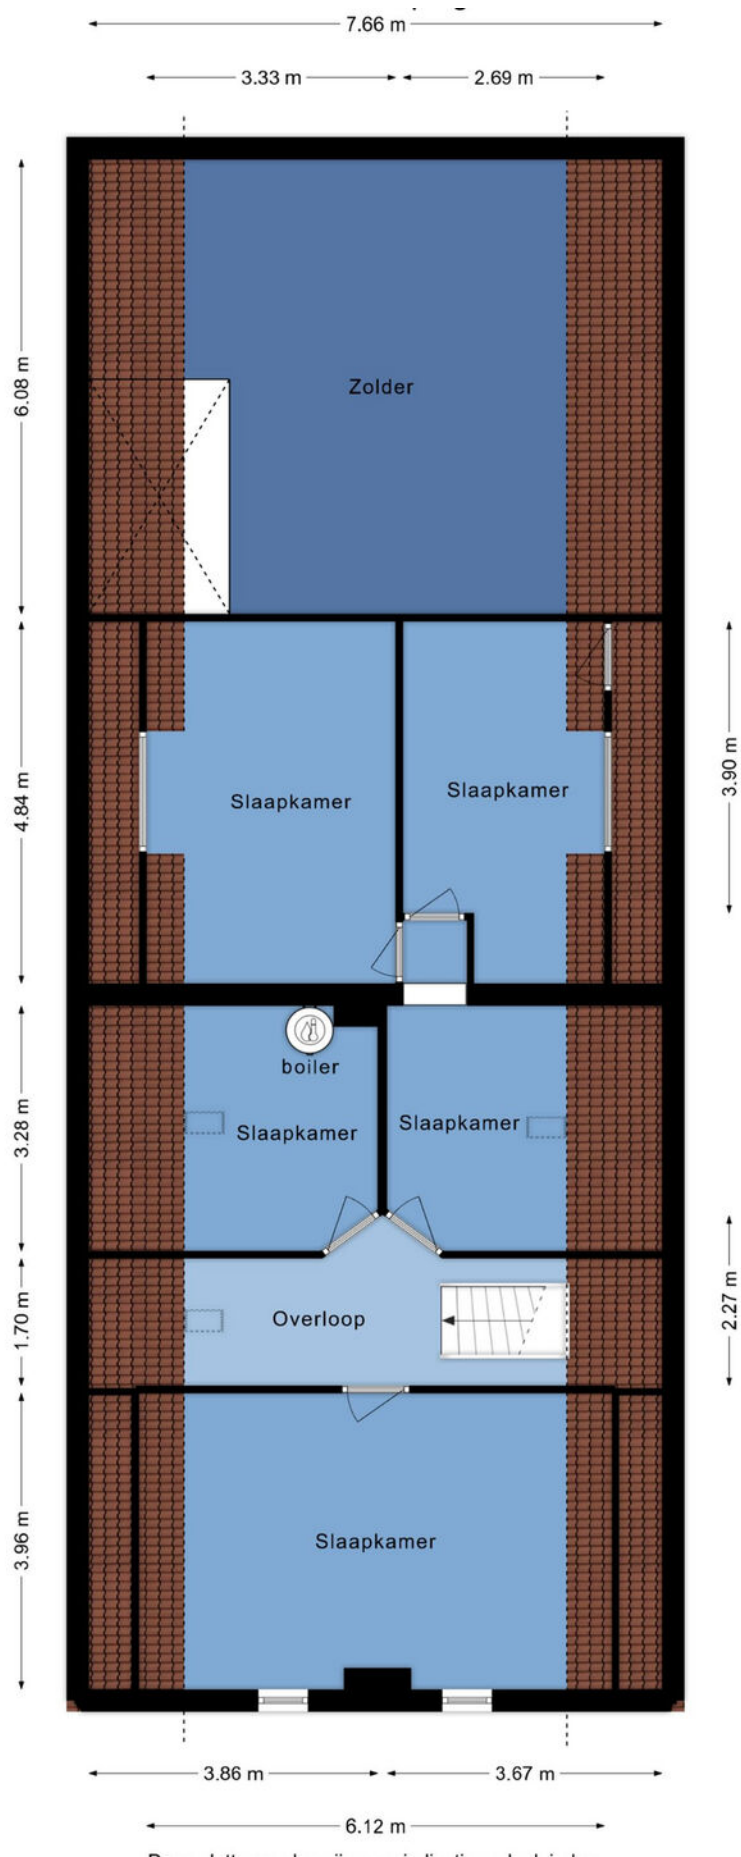 7.66 m
3.33 m
2.69 m
6.08 m
Zolder
4.84 m
3.90 m
Slaapkamer
Slaapkamer
boiler
3.28 m
Slaapkamer
Slaapkamer
1.70 m
2.27 m
Overloop
3.96 m
Slaapkamer
3.86 m
3.67 m
6.12 m